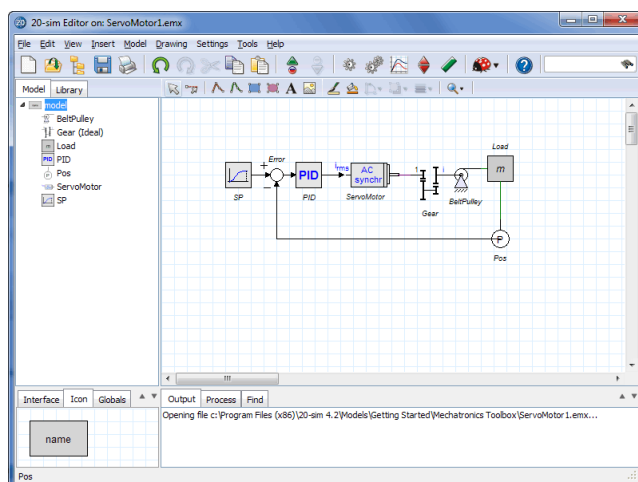 20-sim Editor on: ServoMotor1.emx
File Edit View Insert Model Drawing Settings Tools Help
Model Library
model
BeltPulley
Gear (Ideal)
m Load
PID PID
P Pos
ServoMotor
SP
A
SP
+
−
Error
PID
PID
irms
AC synchr
ServoMotor
1 i
Gear
BeltPulley
Load
m
P
Pos
Interface Icon Globals
name
Output Process Find
Opening file c:\Program Files (x86)\20-sim 4.2\Models\Getting Started\Mechatronics Toolbox\ServoMotor1.emx...
Pos